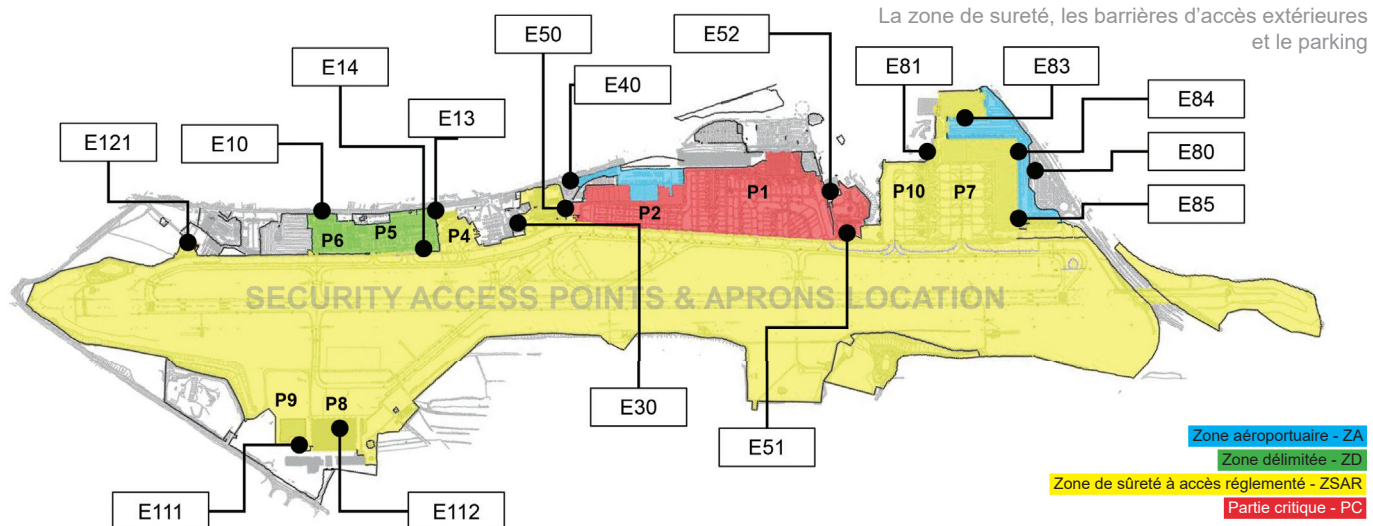 La zone de sureté, les barrières d’accès extérieures
et le parking
E50
E52
E14
E81
E83
E40
E13
E84
E121
E10
E80
P1
P10
P7
P2
E85
P6
P5
P4
SECURITY ACCESS POINTS & APRONS LOCATION
P9
P8
E30
E51
Zone aéroportuaire - ZA
Zone délimitée - ZD
Zone de sûreté à accès réglementé - ZSAR
Partie critique - PC
E111
E112